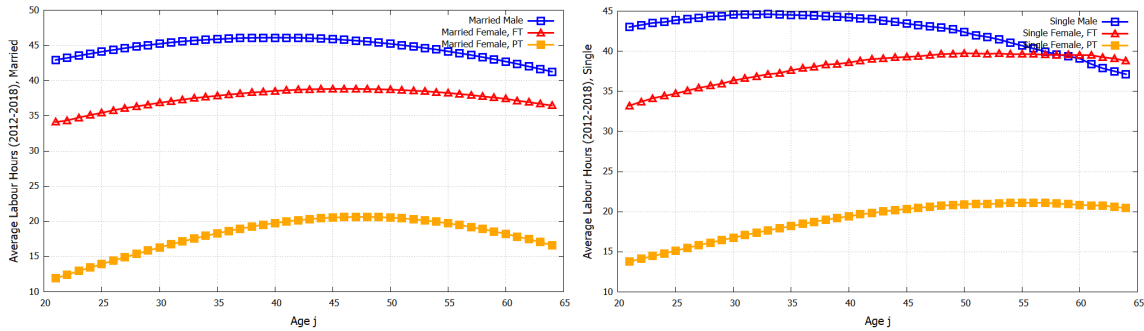 Average Labour Hours (2012-2018), Married
50
45
40
35
30
25
20
15
10
20 25 30 35 40 45 50 55 60 65
Age j
Married Male
Married Female, FT
Married Female, PT
Average Labour Hours (2012-2018), Single
45
40
35
30
25
20
15
10
20 25 30 35 40 45 50 55 60 65
Age j
Single Male
Single Female, FT
Single Female, PT